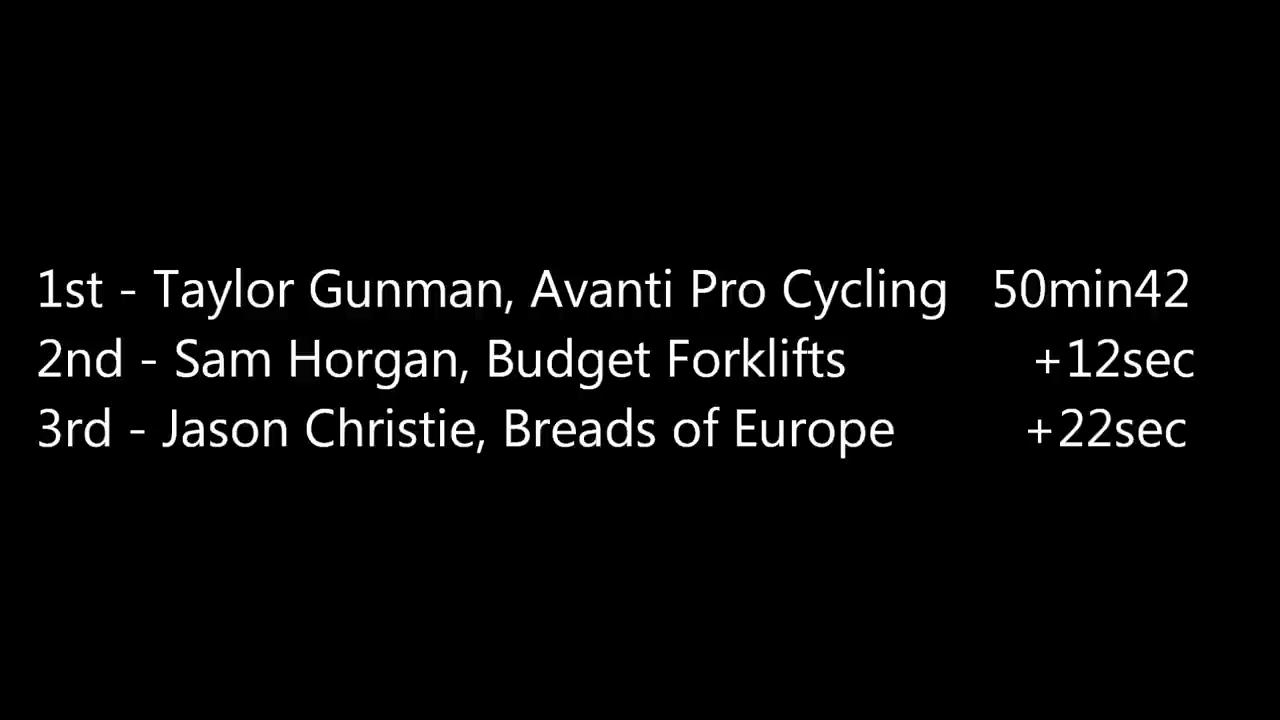 1st - Taylor Gunman, Avanti Pro Cycling 50min42
2nd - Sam Horgan, Budget Forklifts +12sec
3rd - Jason Christie, Breads of Europe +22sec